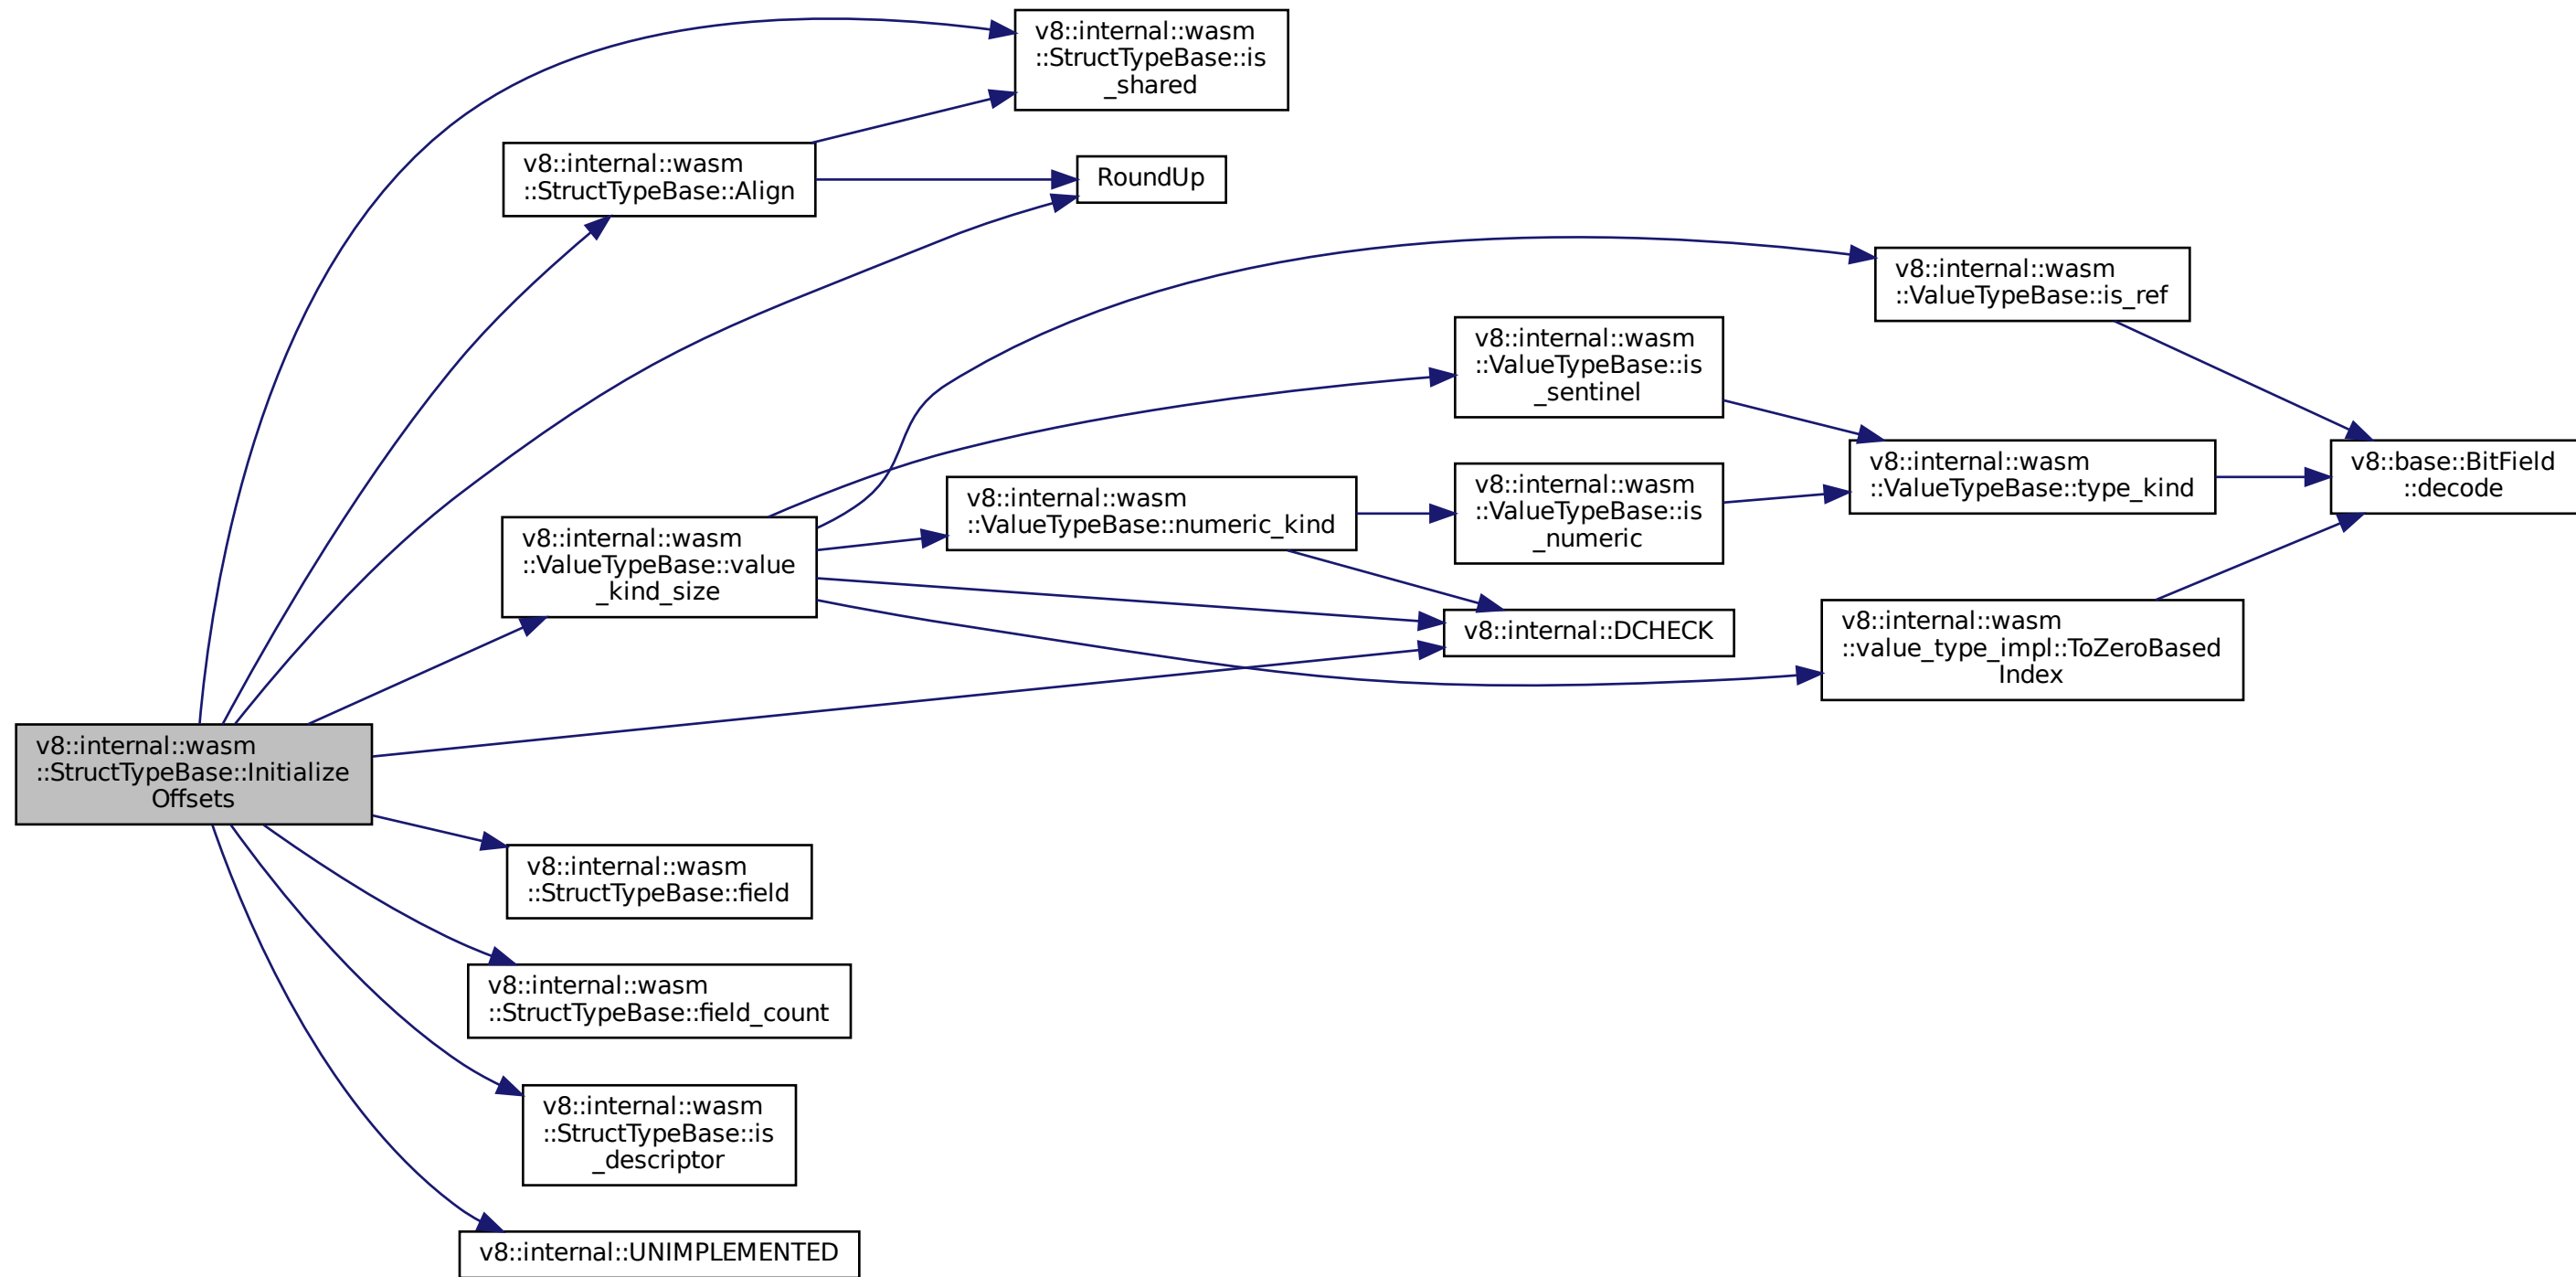 v8::internal::wasm
::StructTypeBase::is
_shared
v8::internal::wasm
::StructTypeBase::Align
RoundUp
v8::internal::wasm
::ValueTypeBase::is_ref
v8::internal::wasm
::ValueTypeBase::is
_sentinel
v8::internal::wasm
::ValueTypeBase::type_kind
v8::base::BitField
::decode
v8::internal::wasm
::ValueTypeBase::numeric_kind
v8::internal::wasm
::ValueTypeBase::is
_numeric
v8::internal::wasm
::ValueTypeBase::value
_kind_size
v8::internal::DCHECK
v8::internal::wasm
::value_type_impl::ToZeroBased
Index
v8::internal::wasm
::StructTypeBase::Initialize
Offsets
v8::internal::wasm
::StructTypeBase::field
v8::internal::wasm
::StructTypeBase::field_count
v8::internal::wasm
::StructTypeBase::is
_descriptor
v8::internal::UNIMPLEMENTED